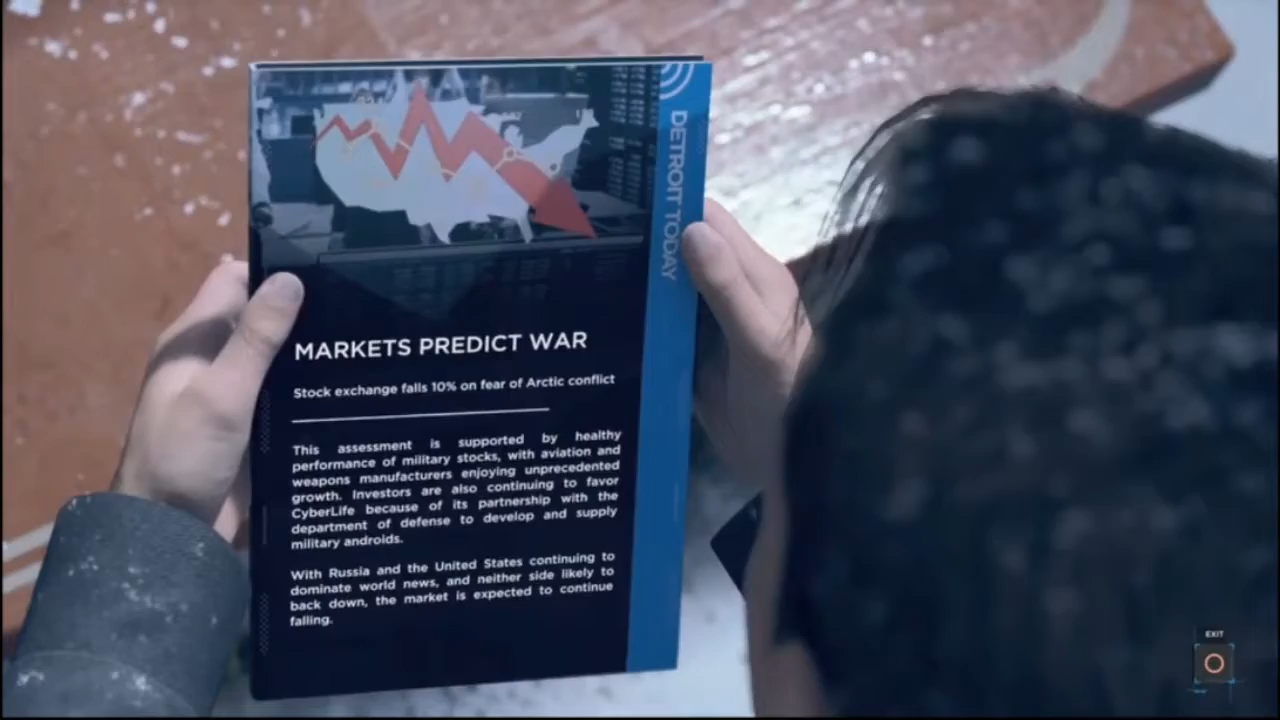 DETROIT TODAY
MARKETS PREDICT WAR
Stock exchange falls 10% on fear of Arctic conflict
This assessment is supported by healthy
performance of military stocks, with aviation and
weapons manufacturers enjoying unprecedented
growth. Investors are also continuing to favor
CyberLife because of its partnership with the
department of defense to develop and supply
military androids.
With Russia and the United States continuing to
dominate world news, and neither side likely to
back down, the market is expected to continue
falling.
EXIT